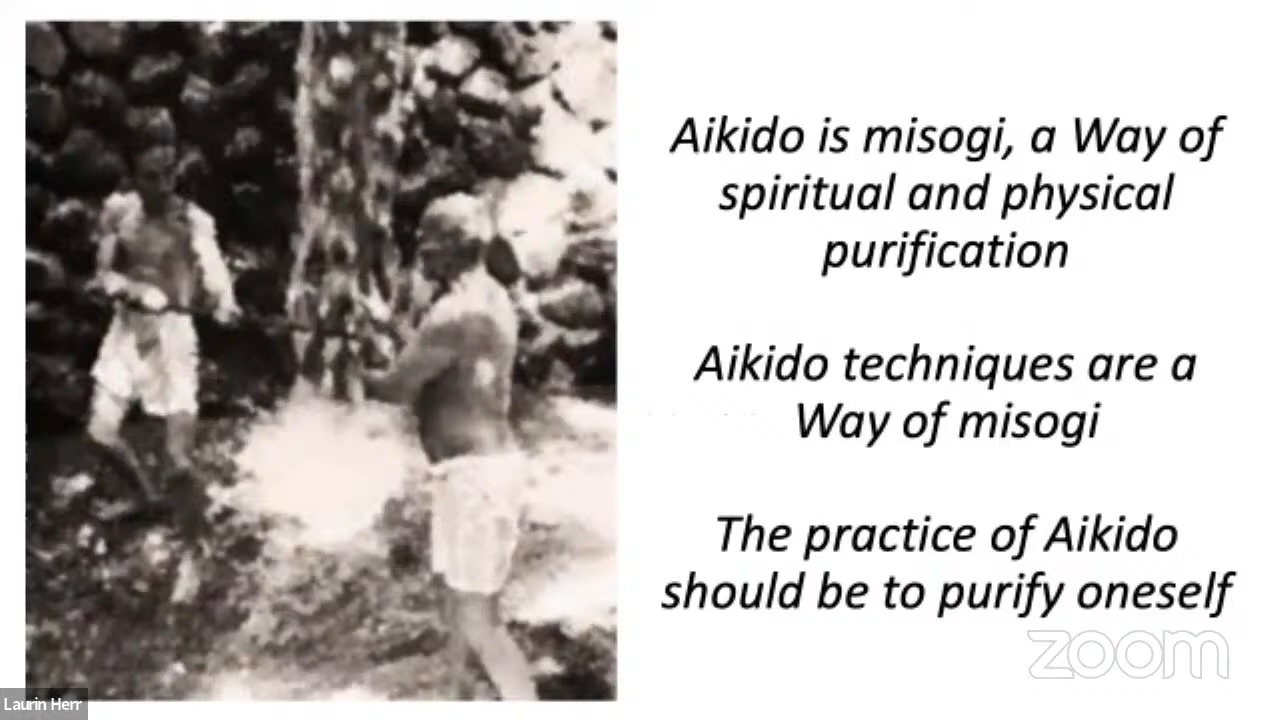 Aikido is misogi, a Way of
spiritual and physical
purification
Aikido techniques are a
Way of misogi
The practice of Aikido
should be to purify oneself
zoom
Laurin Herr